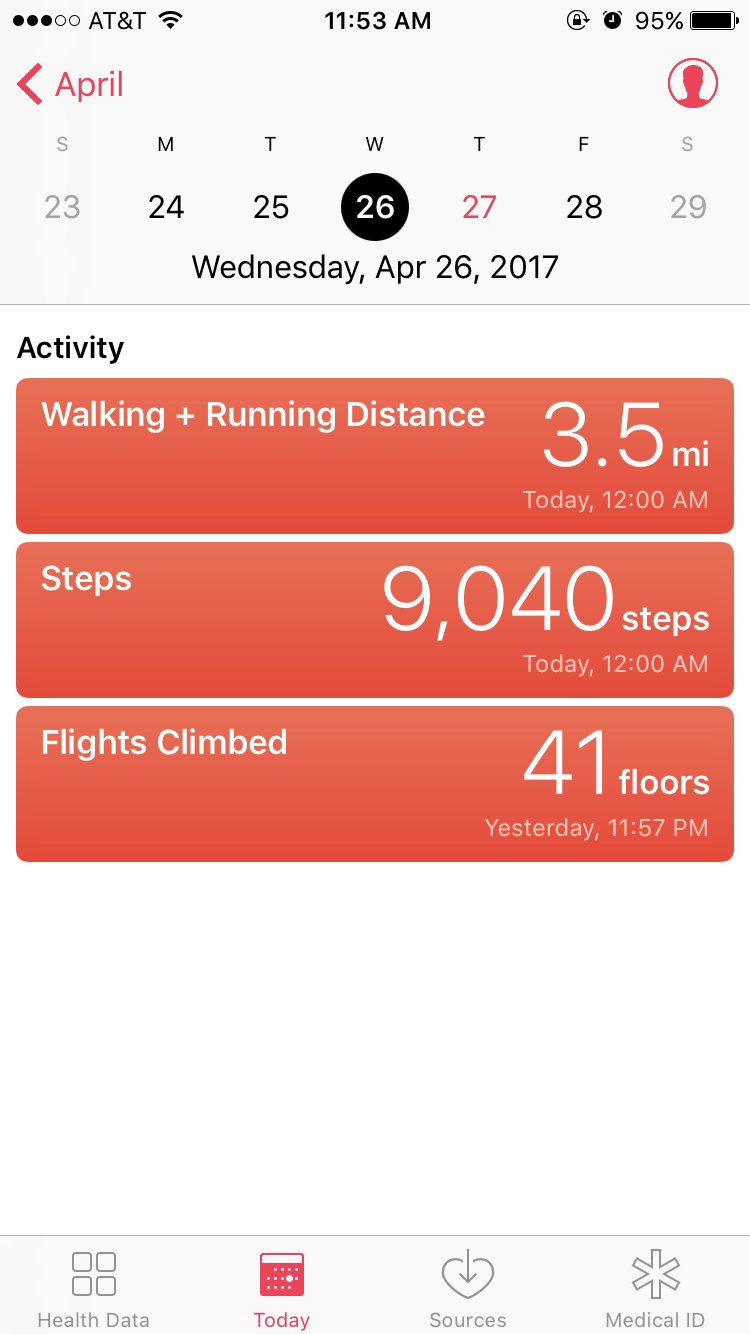 AT&T 11:53 AM 95%
April
S M T W T F S
23 24 25 26 27 28 29
Wednesday, Apr 26, 2017
Activity
Walking + Running Distance 3.5 mi
Today, 12:00 AM
Steps 9,040 steps
Today, 12:00 AM
Flights Climbed 41 floors
Yesterday, 11:57 PM
Health Data Today Sources Medical ID